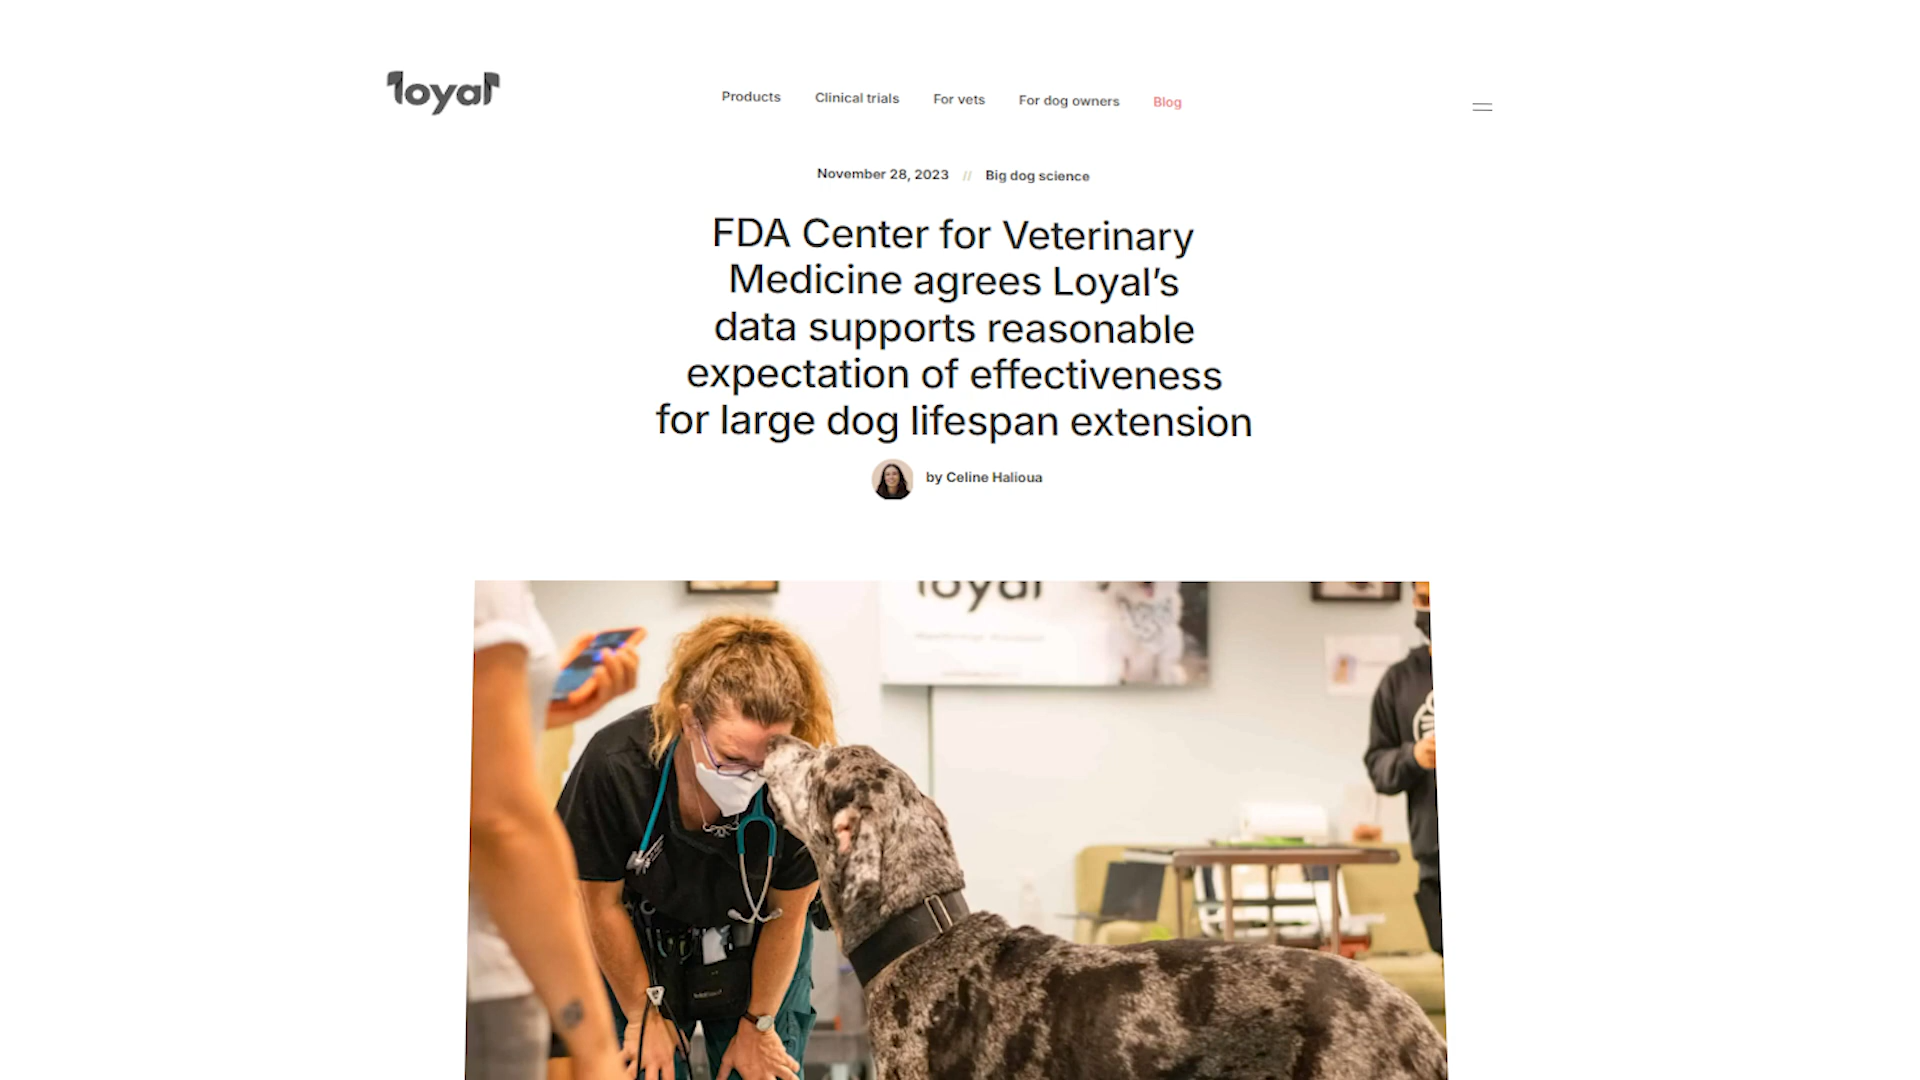 loyal
Products Clinical trials For vets For dog owners Blog
November 28, 2023 // Big dog science
FDA Center for Veterinary
Medicine agrees Loyal’s
data supports reasonable
expectation of effectiveness
for large dog lifespan extension
by Celine Halioua
loyal